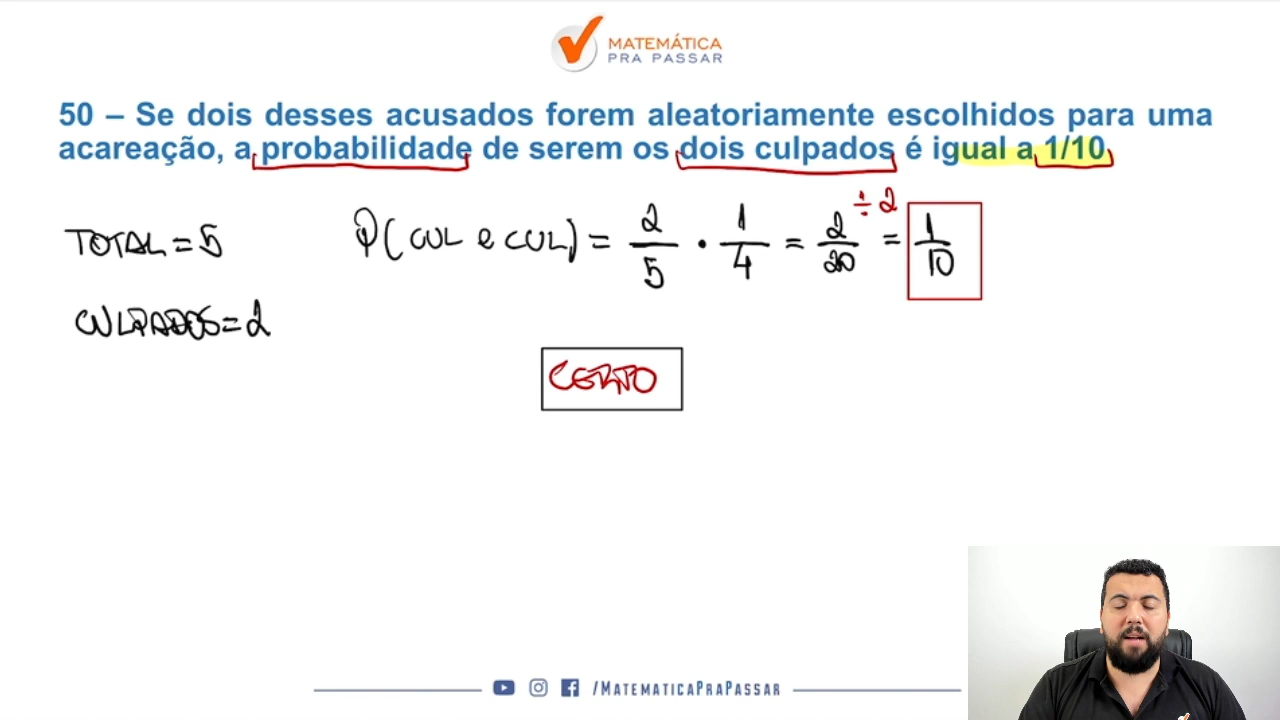 MATEMÁTICA
PRA PASSAR
50 – Se dois desses acusados forem aleatoriamente escolhidos para uma
acareação, a probabilidade de serem os dois culpados é igual a 1/10
TOTAL = 5
P(CUL e CUL) = 2/5 · 1/4 = 2/20 ÷ 2 = 1/10
CULPADOS = 2
CERTO
/MATEMATICAPRAPASSAR